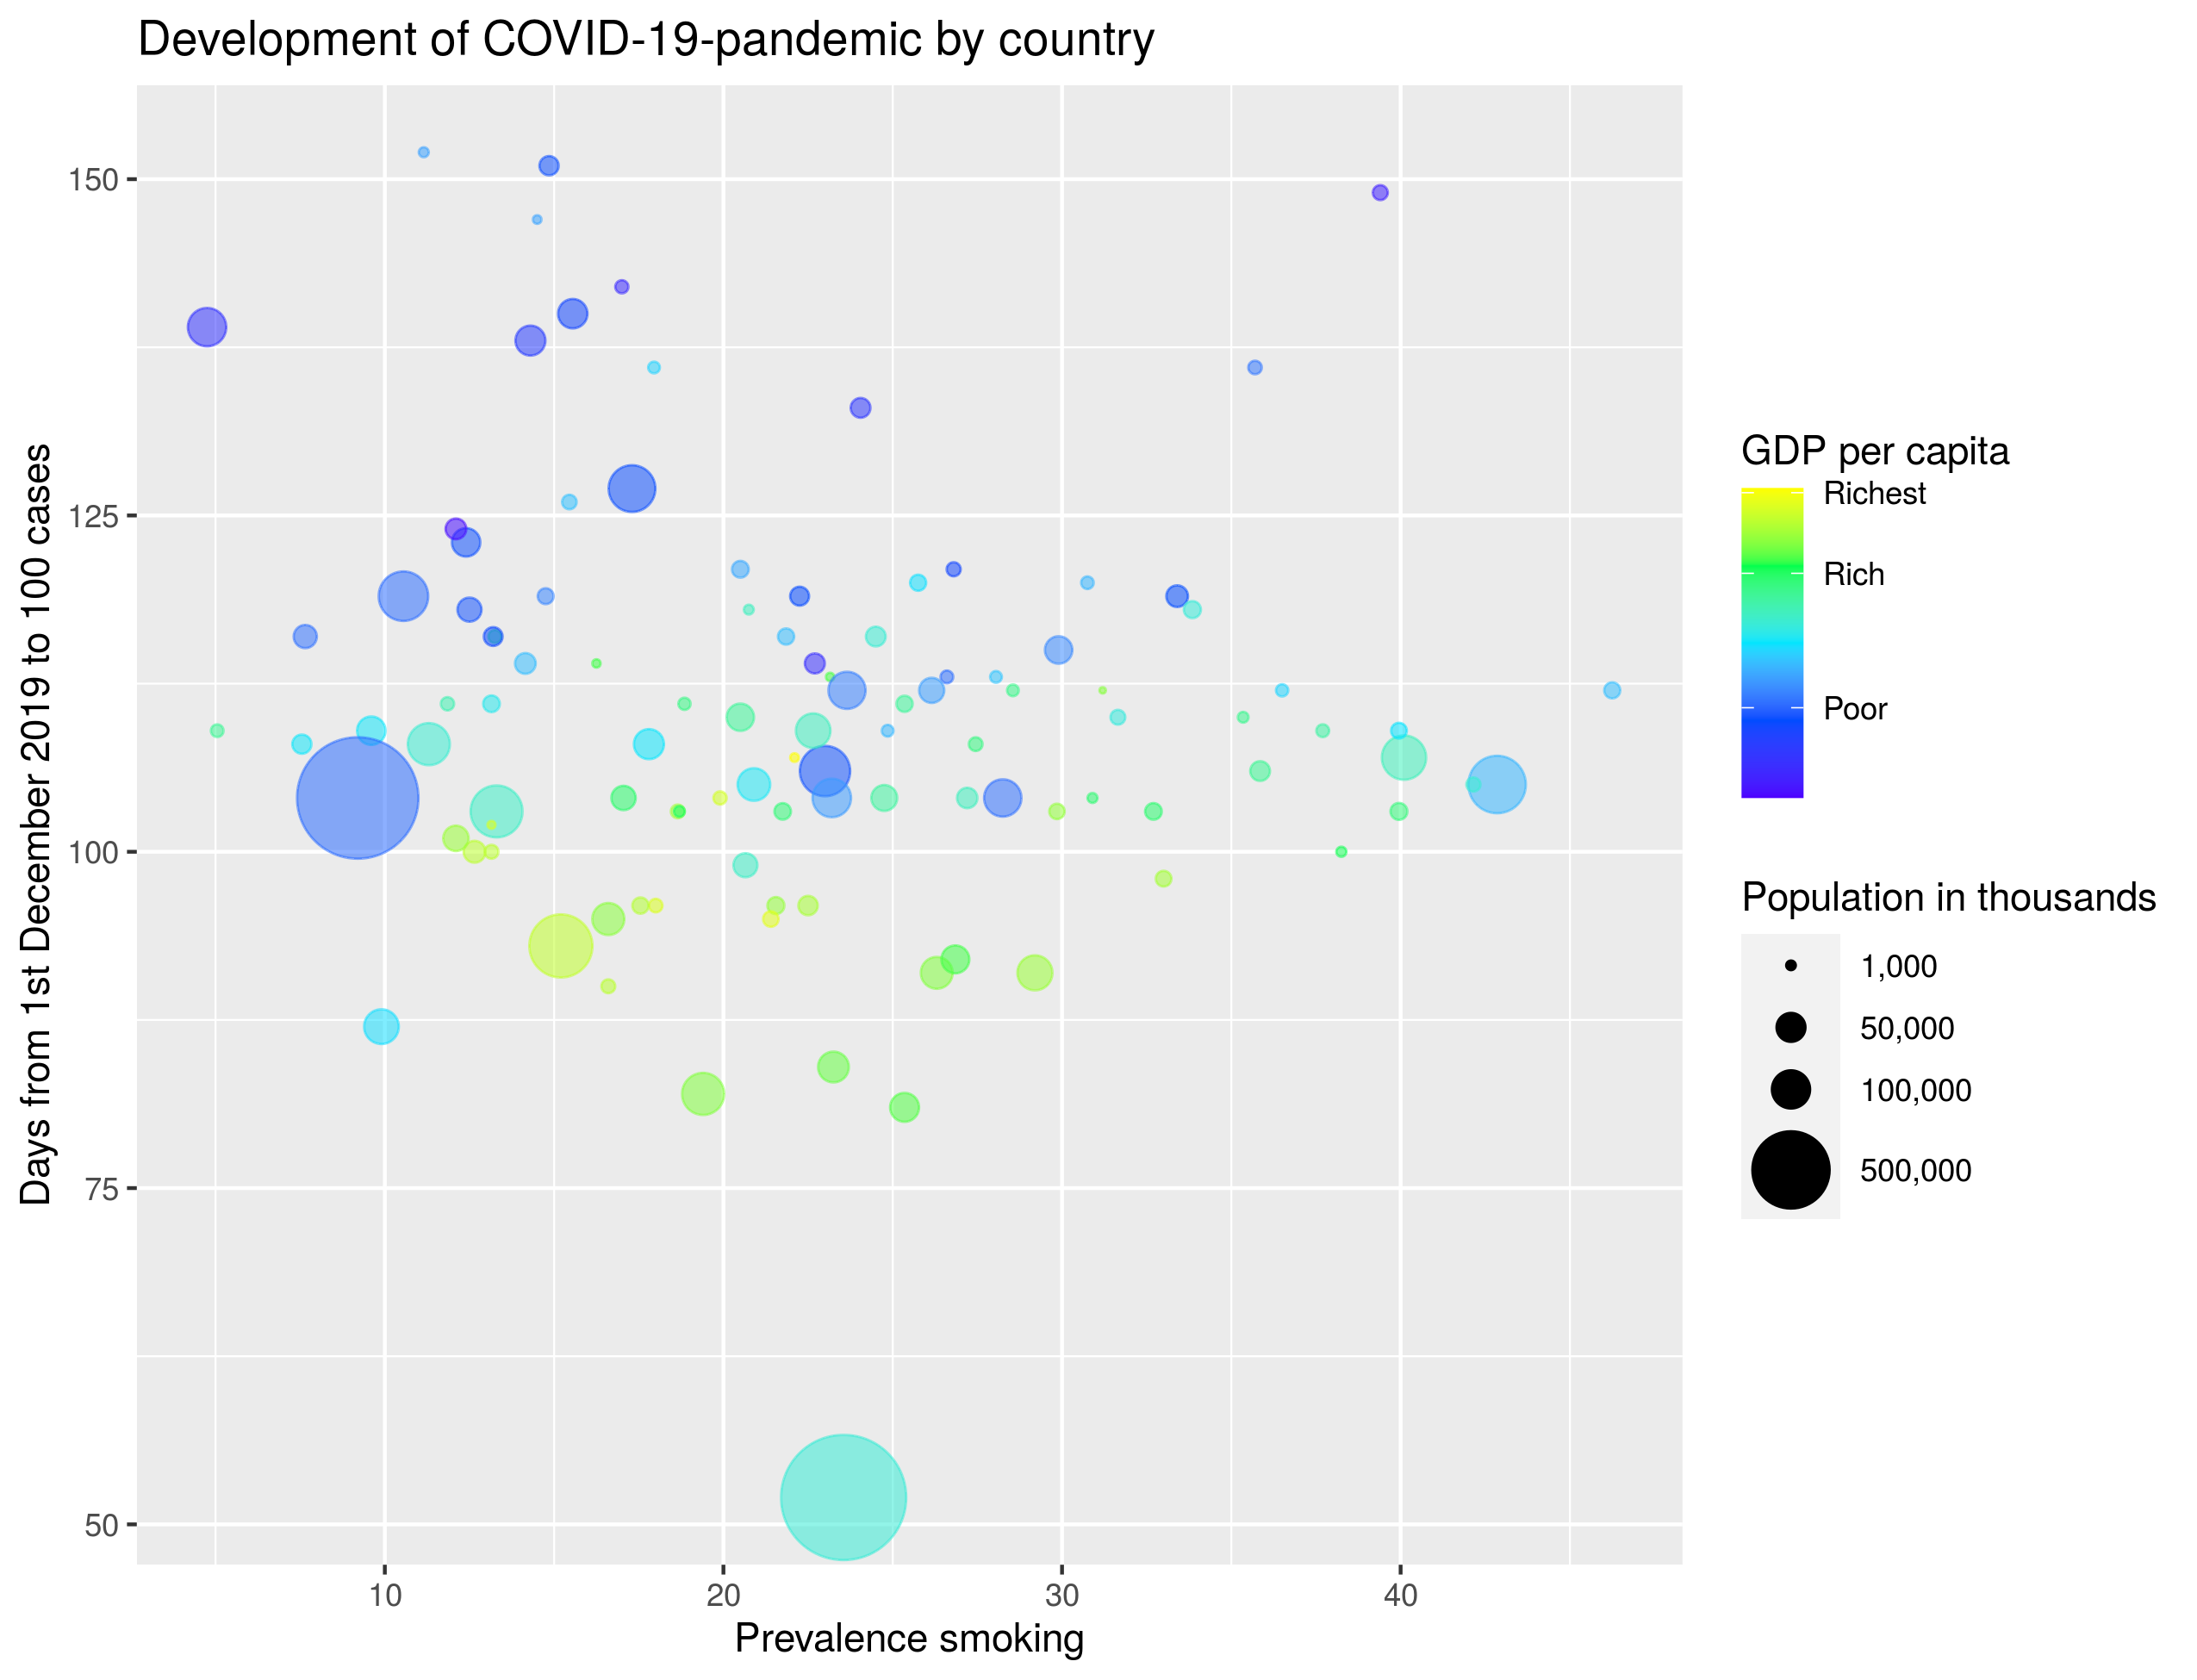 Development of COVID-19-pandemic by country
Days from 1st December 2019 to 100 cases
150
125
100
75
50
10 20 30 40
Prevalence smoking
GDP per capita
Richest
Rich
Poor
Population in thousands
1,000
50,000
100,000
500,000